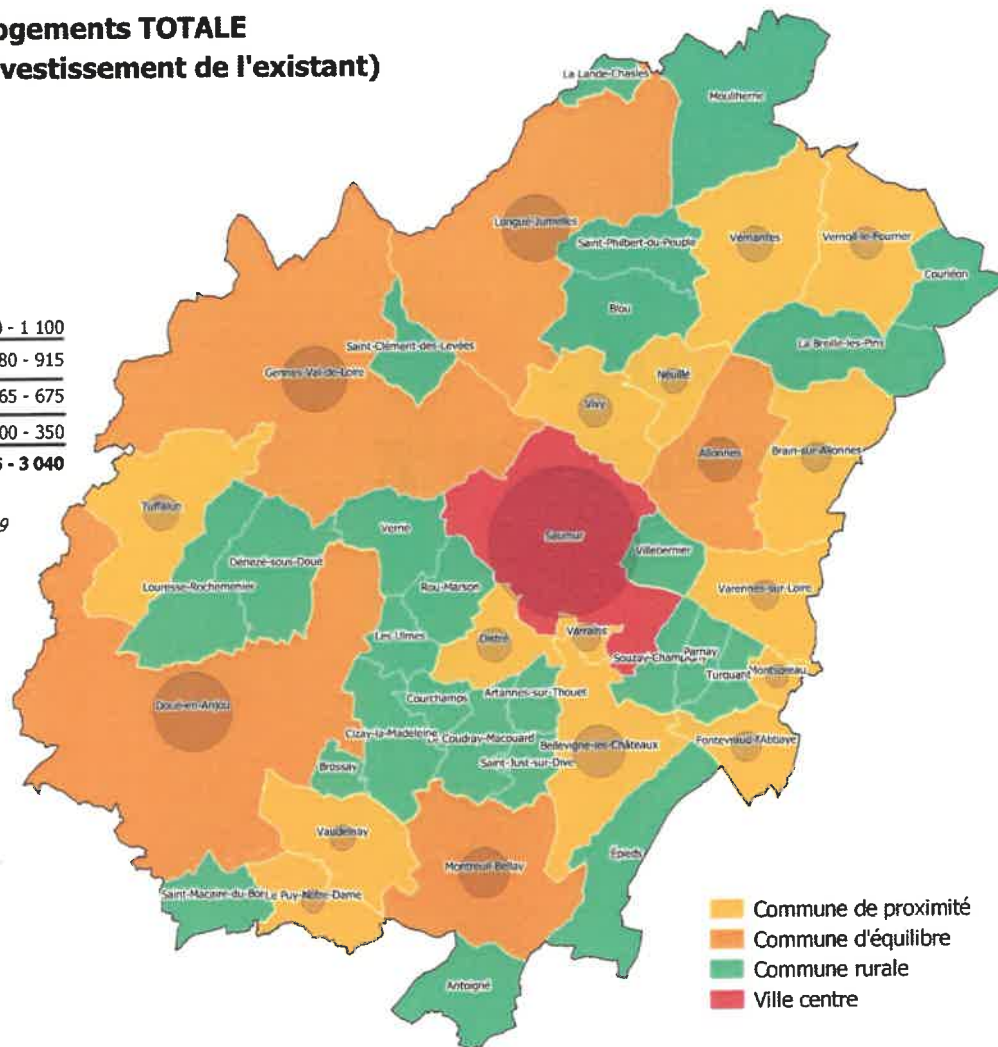 ogements TOTALE
vestissement de l'existant)
- 1 100
80 - 915
65 - 675
00 - 350
- 3 040
9
La Lande-Chasles
Mouliherne
Longué-Jumelles
Saint-Philbert-du-Peuple
Vernantes
Vernoil-le-Fourrier
Courléon
Blou
La Breille-les-Pins
Saint-Clément-des-Levées
Gennes-Val-de-Loire
Neuillé
Vivy
Allonnes
Brain-sur-Allonnes
Tuffalun
Verrie
Saumur
Villebernier
Dénezé-sous-Doué
Louresse-Rochemenier
Rou-Marson
Varennes-sur-Loire
Les Ulmes
Distré
Varrains
Souzay-Champigny
Parnay
Turquant
Montsoreau
Courchamps
Artannes-sur-Thouet
Doué-en-Anjou
Cizay-la-Madeleine
Le Coudray-Macouard
Bellevigne-les-Châteaux
Fontevraud-l'Abbaye
Brossay
Saint-Just-sur-Dive
Vaudelnay
Épieds
Montreuil-Bellay
Saint-Macaire-du-Boi
Le Puy-Notre-Dame
Antoigné
Commune de proximité
Commune d'équilibre
Commune rurale
Ville centre